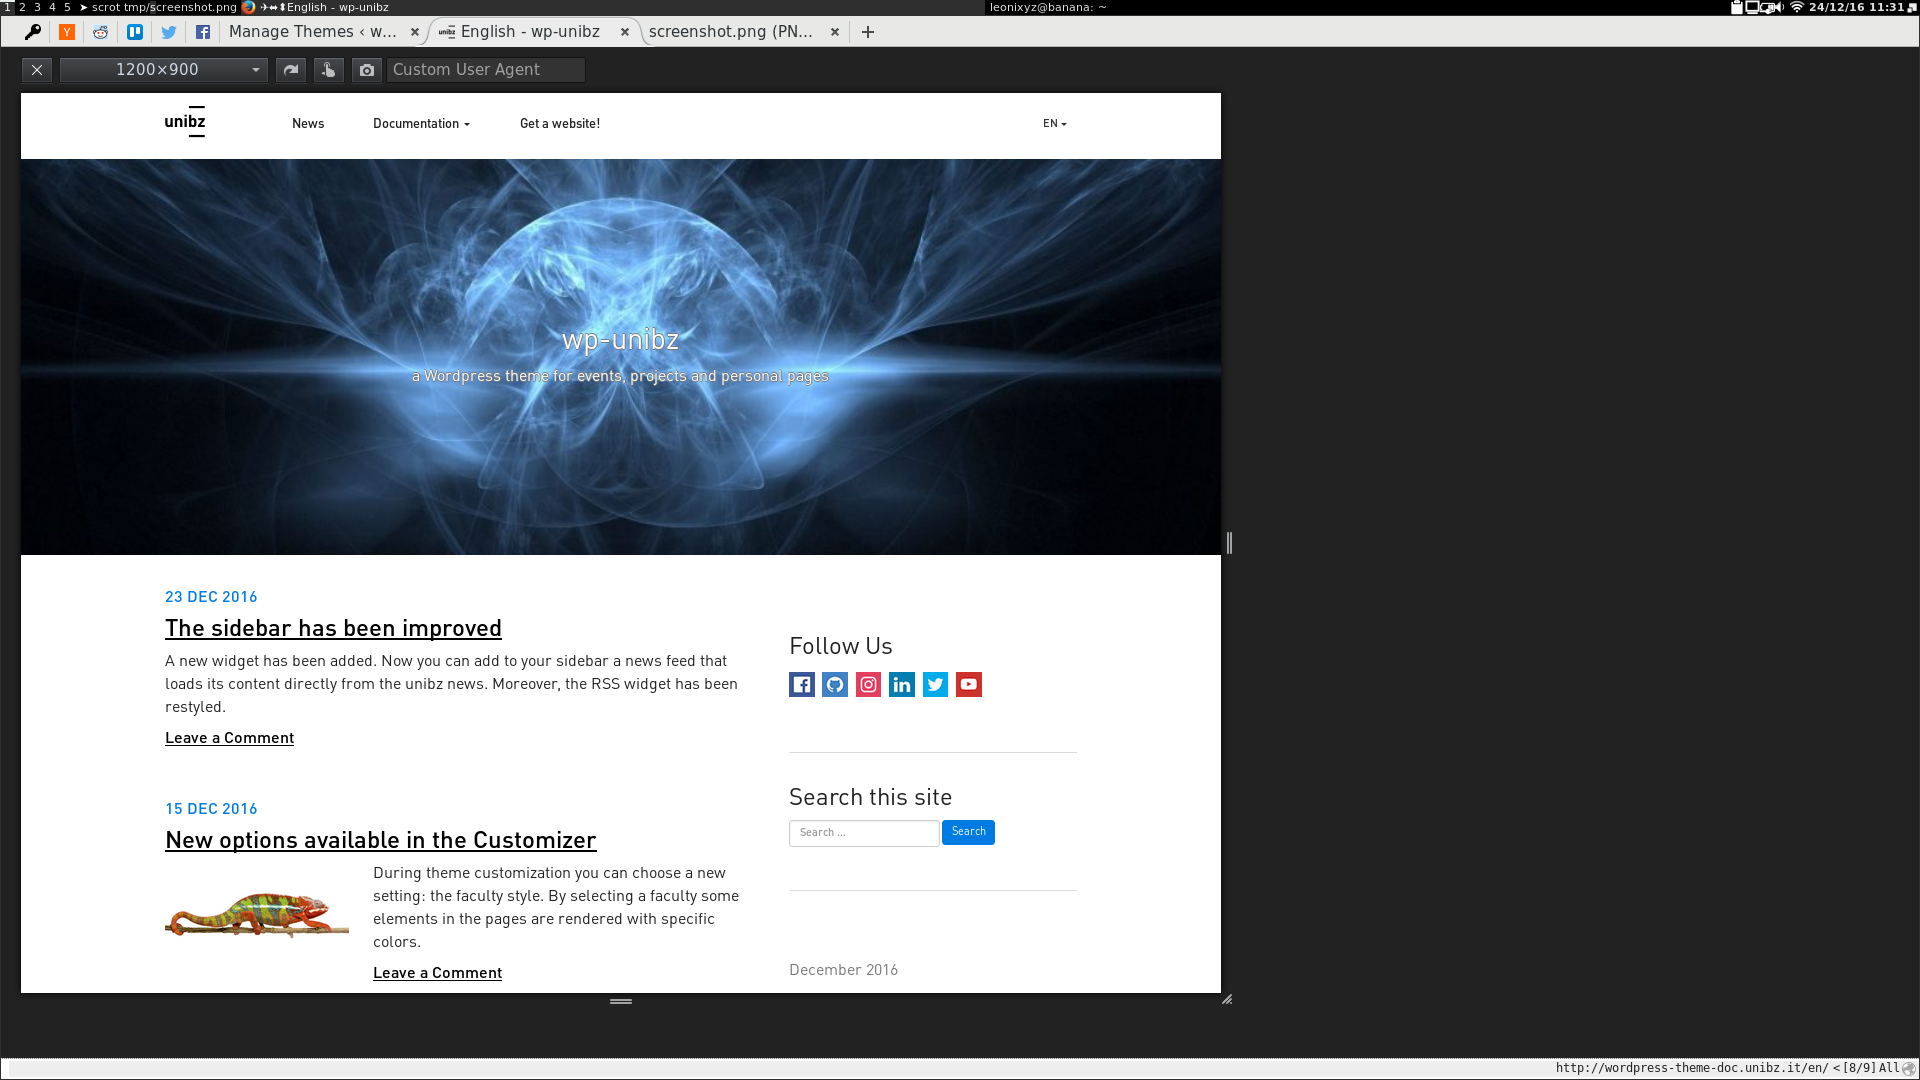 1 2 3 4 5 ➤ scrot tmp/screenshot.png English - wp-unibz
leonixyz@banana: ~
24/12/16 11:31
Manage Themes ‹ w...
English - wp-unibz
screenshot.png (PN...
1200×900
Custom User Agent
unibz
News
Documentation
Get a website!
EN
wp-unibz
a Wordpress theme for events, projects and personal pages
23 DEC 2016
The sidebar has been improved
A new widget has been added. Now you can add to your sidebar a news feed that
loads its content directly from the unibz news. Moreover, the RSS widget has been
restyled.
Leave a Comment
15 DEC 2016
New options available in the Customizer
During theme customization you can choose a new
setting: the faculty style. By selecting a faculty some
elements in the pages are rendered with specific
colors.
Leave a Comment
Follow Us
Search this site
Search ...
Search
December 2016
http://wordpress-theme-doc.unibz.it/en/ <[8/9] All